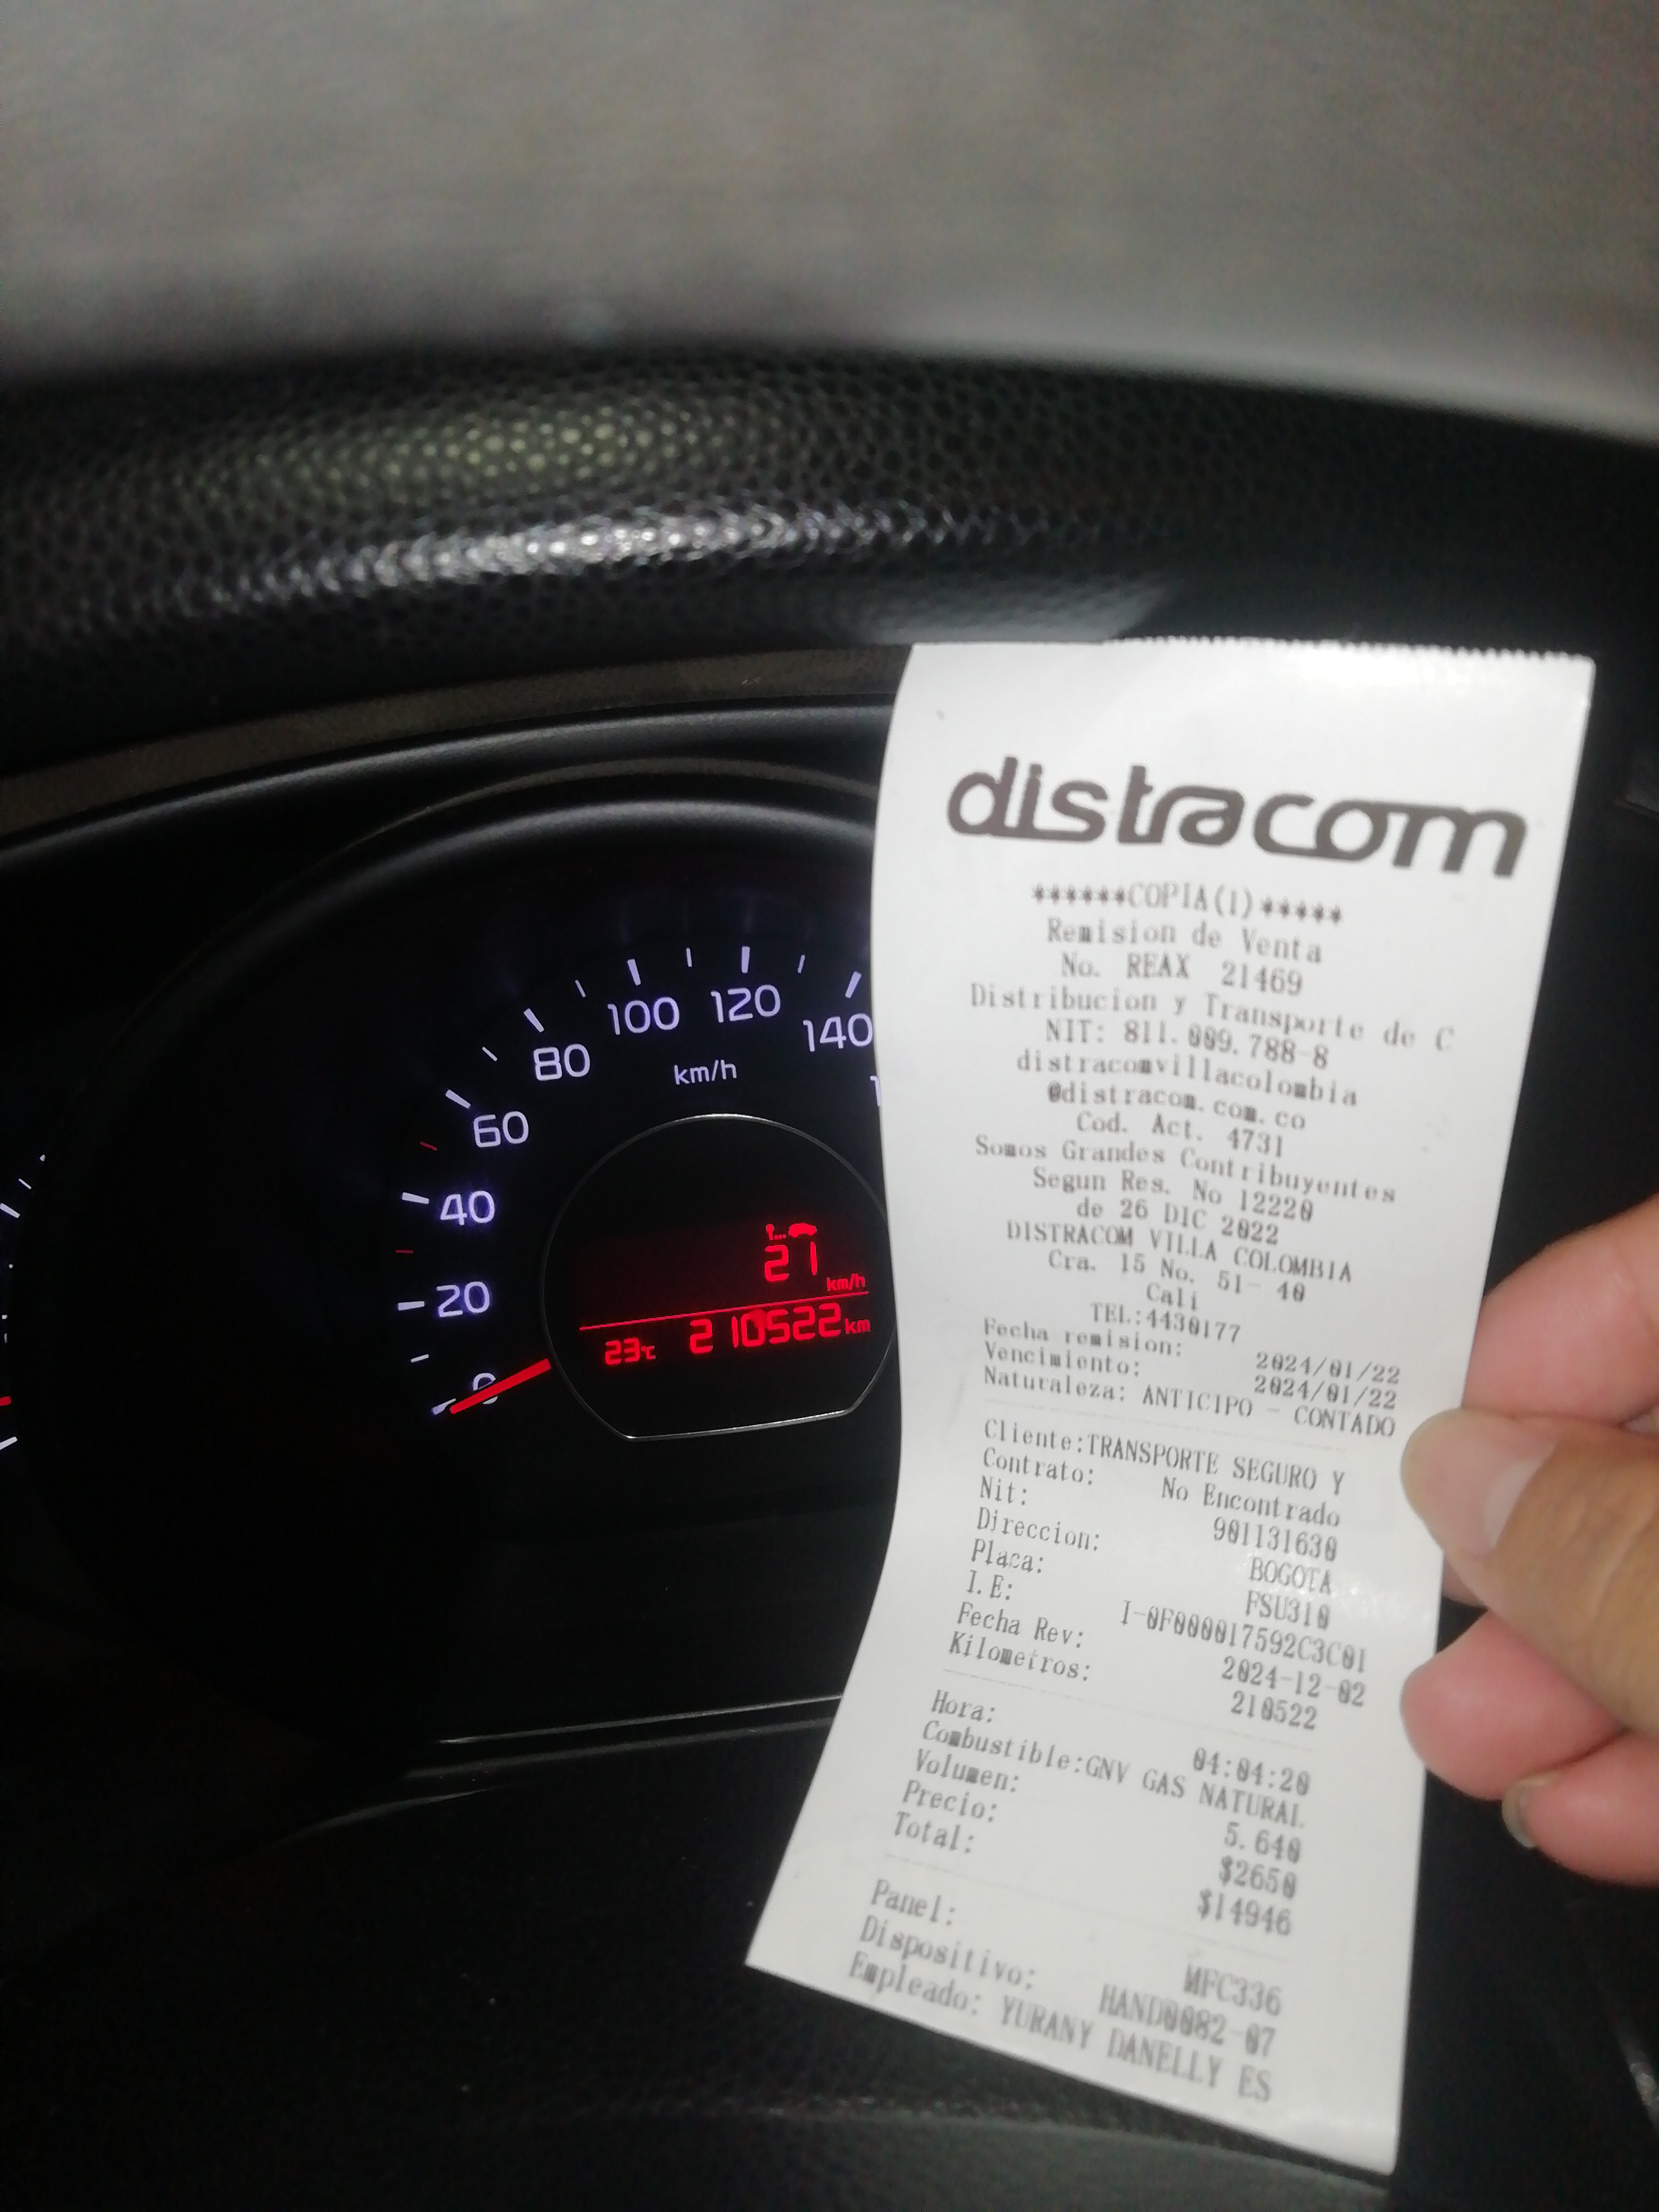 distracom
******COPIA(1)*****
Remision de Venta
No. REAX 21469
Distribucion y Transporte de C
NIT: 811.009.788-8
distracomvillacolombia
@distracom.com.co
Cod. Act. 4731
Somos Grandes Contribuyentes
Segun Res. No 12220
de 26 DIC 2022
DISTRACOM VILLA COLOMBIA
Cra. 15 No. 51- 40
Cali
TEL:4430177
Fecha remision: 2024/01/22
Vencimiento: 2024/01/22
Naturaleza: ANTICIPO - CONTADO
Cliente:TRANSPORTE SEGURO Y
Contrato: No Encontrado
Nit: 901131630
Direccion: BOGOTA
Placa: FSU310
I.E: I-0F000017592C3C01
Fecha Rev: 2024-12-02
Kilometros: 210522
Hora: 04:04:20
Combustible:GNV GAS NATURAL
Volumen: 5.640
Precio: $2650
Total: $14946
Panel: MFC336
Dispositivo: HAND0082-07
Empleado: YURANY DANELLY ES
0
20
40
60
80
100
120
140
km/h
21 km/h
23°C 210522 km